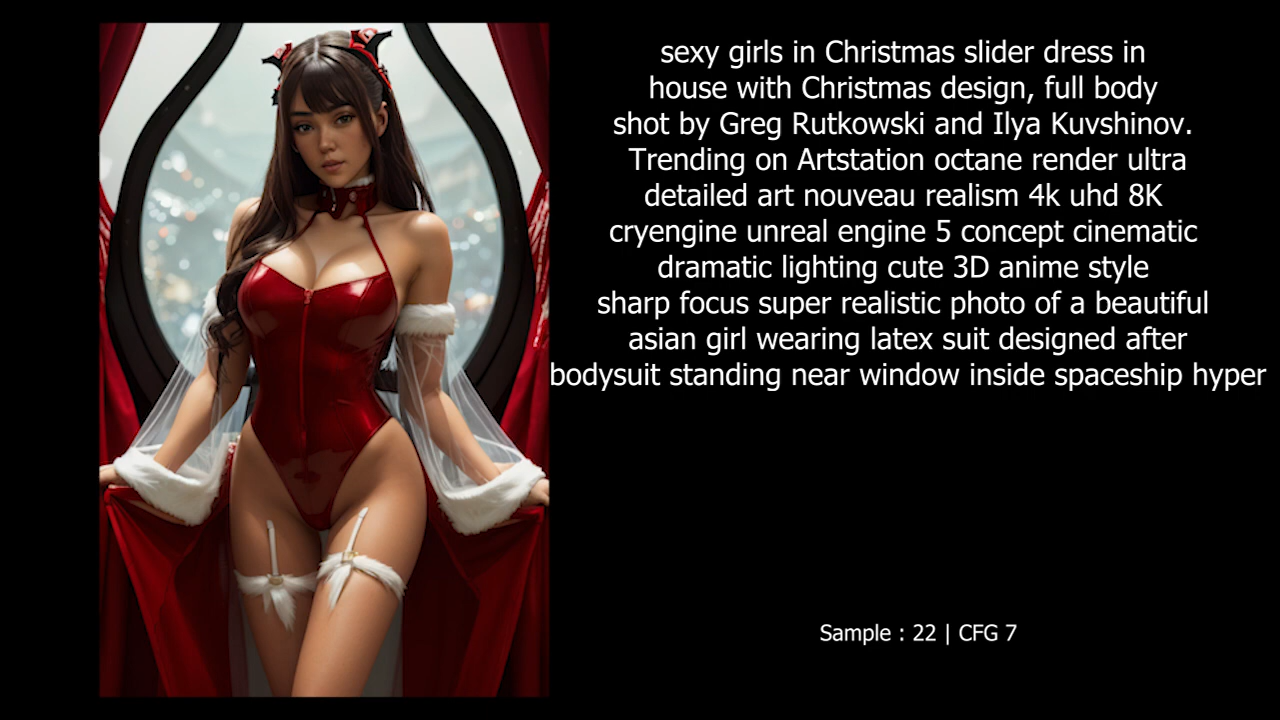 sexy girls in Christmas slider dress in
house with Christmas design, full body
shot by Greg Rutkowski and Ilya Kuvshinov.
Trending on Artstation octane render ultra
detailed art nouveau realism 4k uhd 8K
cryengine unreal engine 5 concept cinematic
dramatic lighting cute 3D anime style
sharp focus super realistic photo of a beautiful
asian girl wearing latex suit designed after
bodysuit standing near window inside spaceship hyper
Sample : 22 | CFG 7